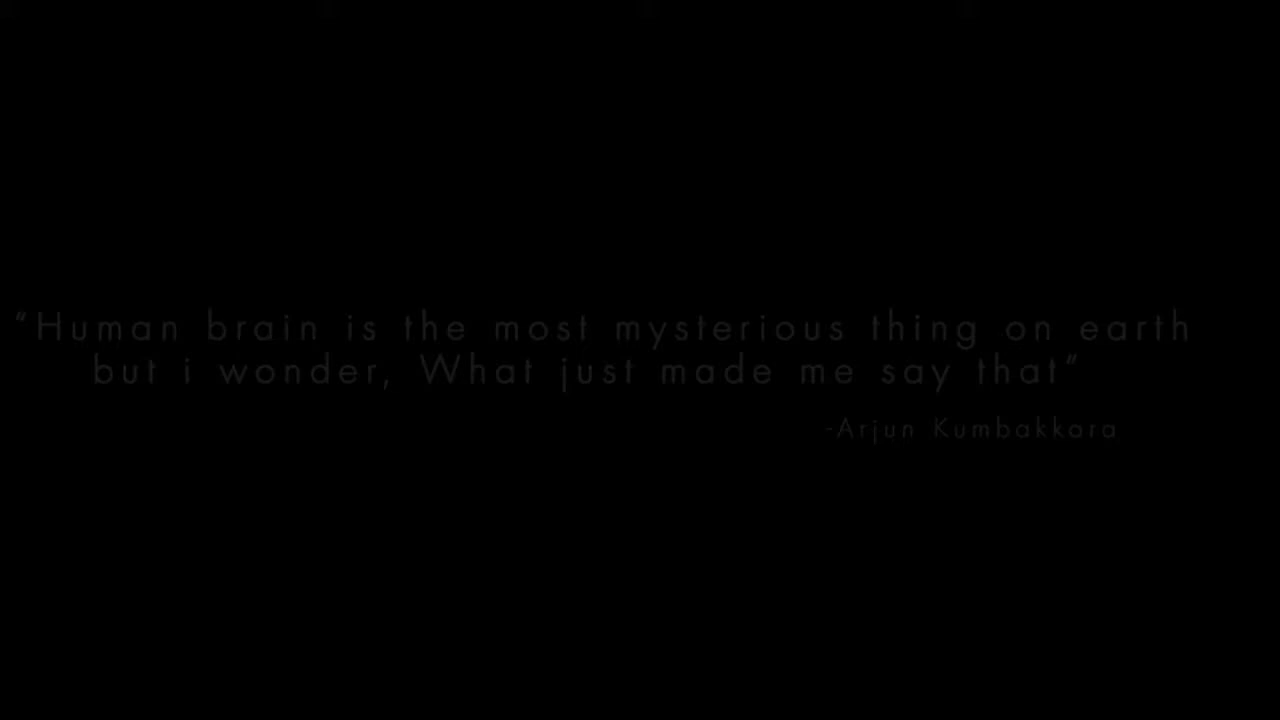 “Human brain is the most mysterious thing on earth
but i wonder, What just made me say that”
-Arjun Kumbakkara